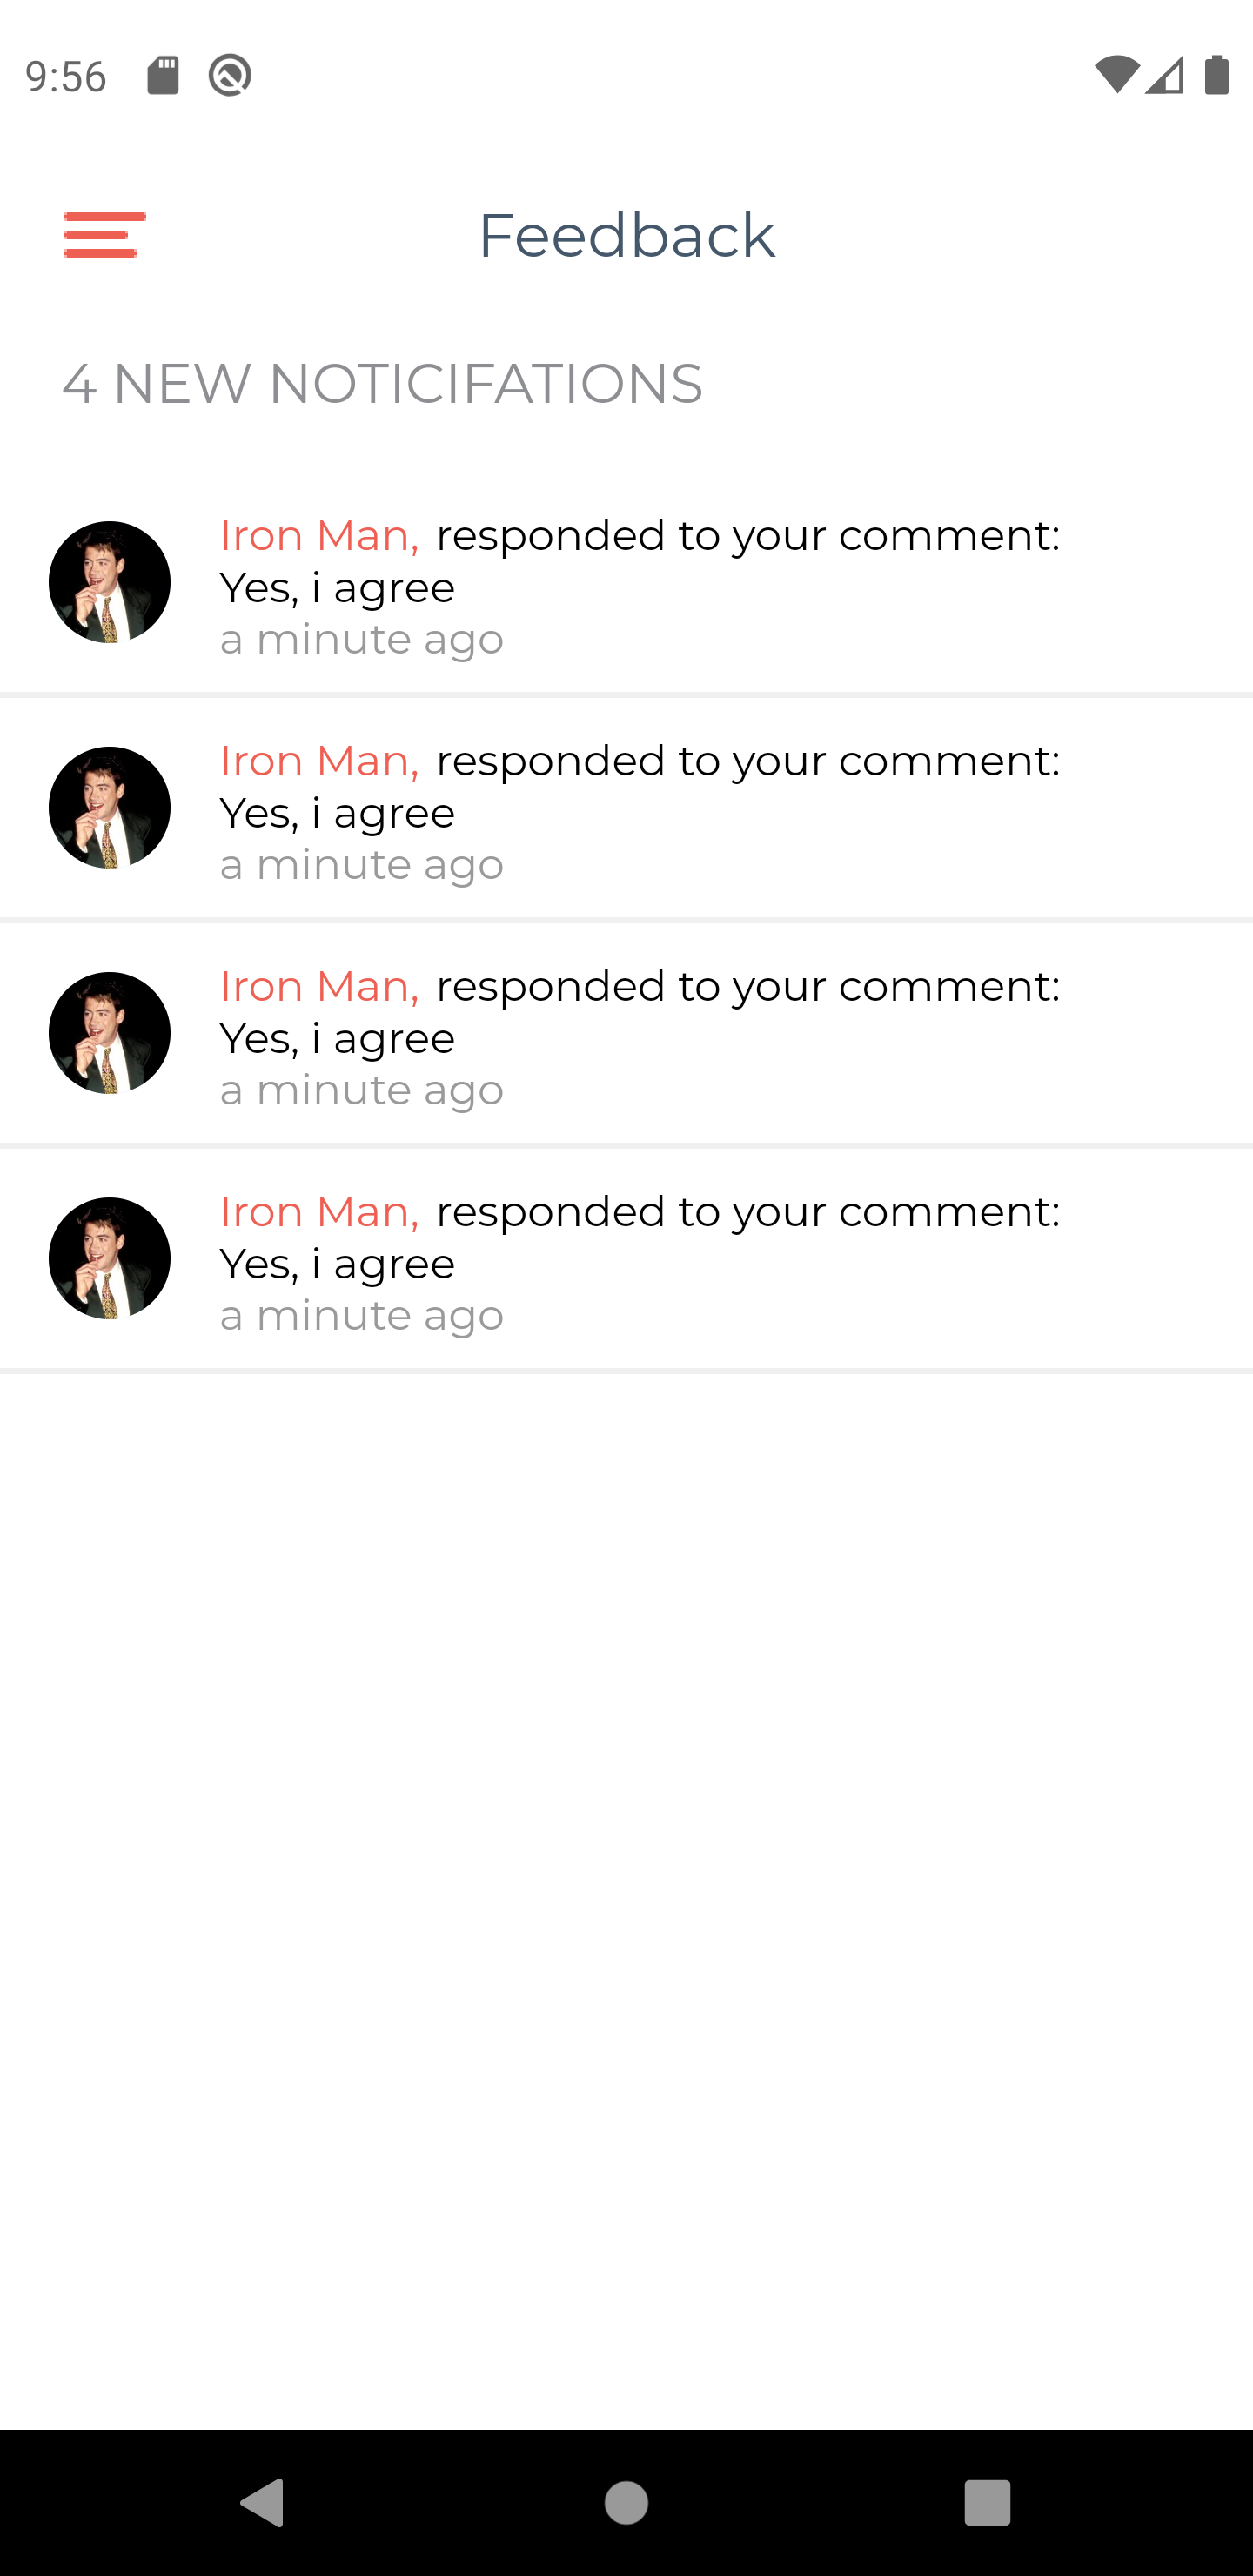 9:56
Feedback
4 NEW NOTICIFATIONS
Iron Man, responded to your comment:
Yes, i agree
a minute ago
Iron Man, responded to your comment:
Yes, i agree
a minute ago
Iron Man, responded to your comment:
Yes, i agree
a minute ago
Iron Man, responded to your comment:
Yes, i agree
a minute ago